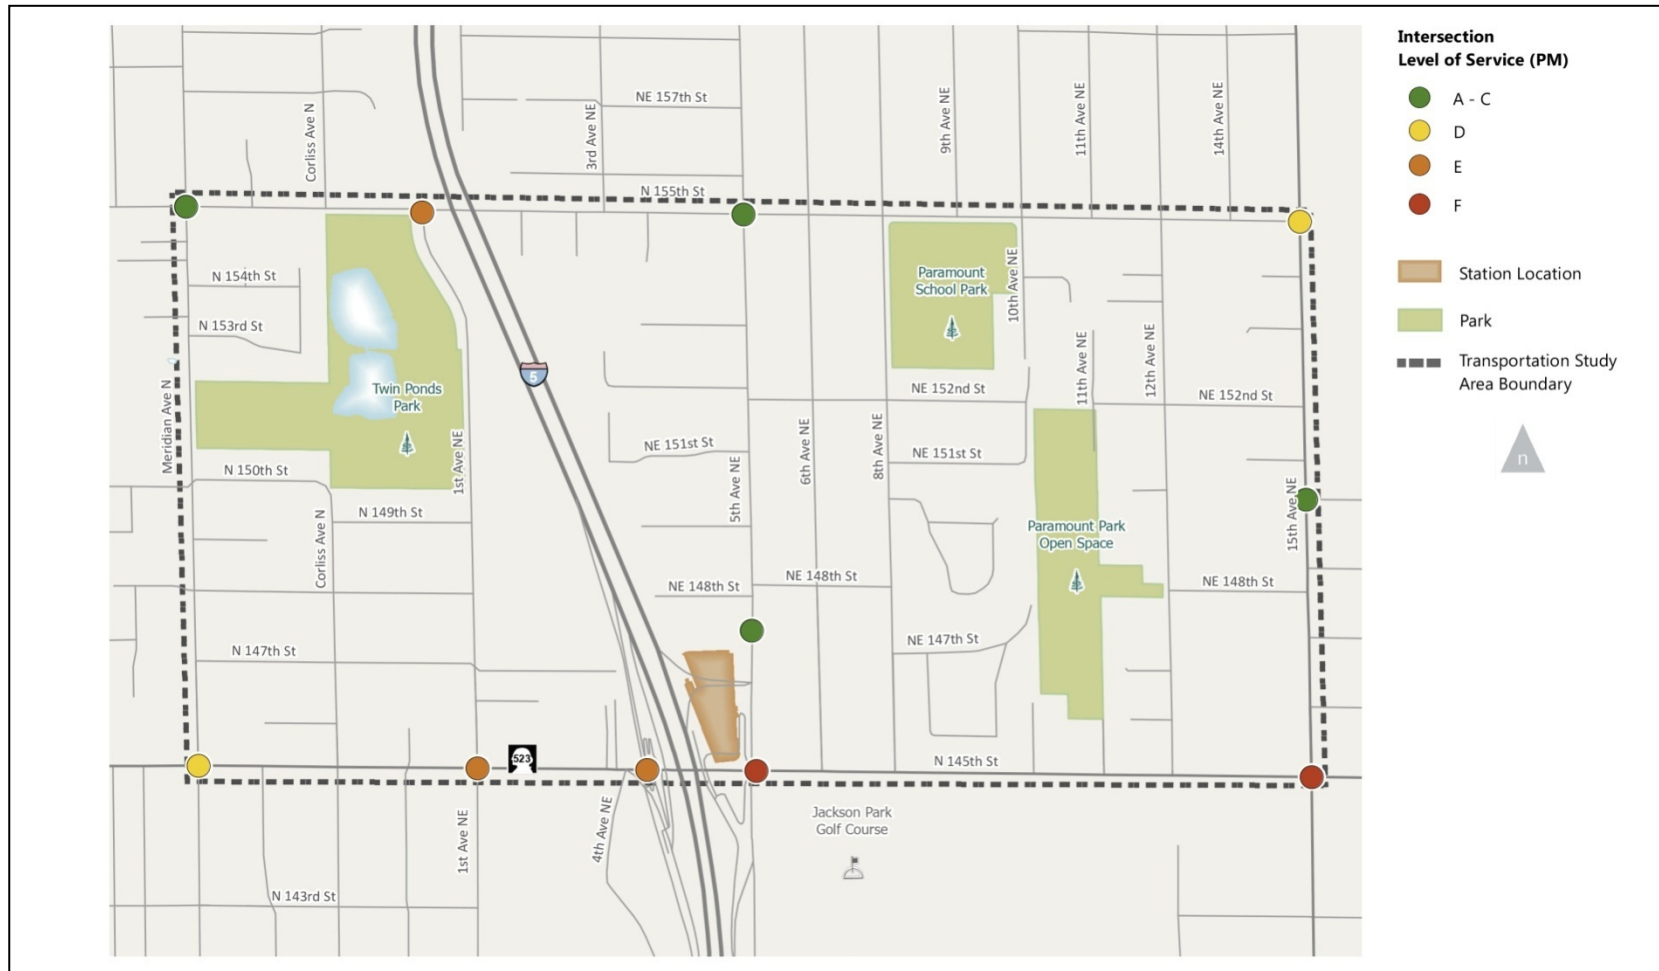 Intersection
Level of Service (PM)
A - C
D
E
F
Station Location
Park
Transportation Study
Area Boundary
n
Corliss Ave N
3rd Ave NE
NE 157th St
9th Ave NE
11th Ave NE
14th Ave NE
N 155th St
N 154th St
N 153rd St
Paramount
School Park
10th Ave NE
5
Meridian Ave N
Twin Ponds
Park
11th Ave NE
12th Ave NE
NE 152nd St
NE 152nd St
N 150th St
1st Ave NE
NE 151st St
5th Ave NE
6th Ave NE
8th Ave NE
NE 151st St
N 149th St
Corliss Ave N
Paramount Park
Open Space
15th Ave NE
NE 148th St
NE 148th St
NE 148th St
N 147th St
NE 147th St
523
N 145th St
1st Ave NE
4th Ave NE
Jackson Park
Golf Course
N 143rd St